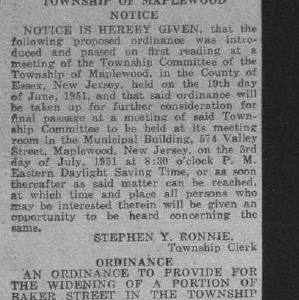 TOWNSHIP OF MAPLEWOOD
NOTICE
NOTICE IS HEREBY GIVEN, that the
following proposed ordinance was intro-
duced and passed on first reading at a
meeting of the Township Committee of the
Township of Maplewood, in the County of
Essex, New Jersey, held on the 19th day
of June, 1951, and that said ordinance will
be taken up for further consideration for
final passage at a meeting of said Town-
ship Committee to be held at its meeting
room in the Municipal Building, 574 Valley
Street, Maplewood, New Jersey, on the 3rd
day of July, 1951 at 8:30 o'clock P. M.
Eastern Daylight Saving Time, or as soon
thereafter as said matter can be reached,
at which time and place all persons who
may be interested therein will be given an
opportunity to be heard concerning the
same.
STEPHEN Y. RONNIE,
Township Clerk
ORDINANCE
AN ORDINANCE TO PROVIDE FOR
THE WIDENING OF A PORTION OF
BAKER STREET IN THE TOWNSHIP